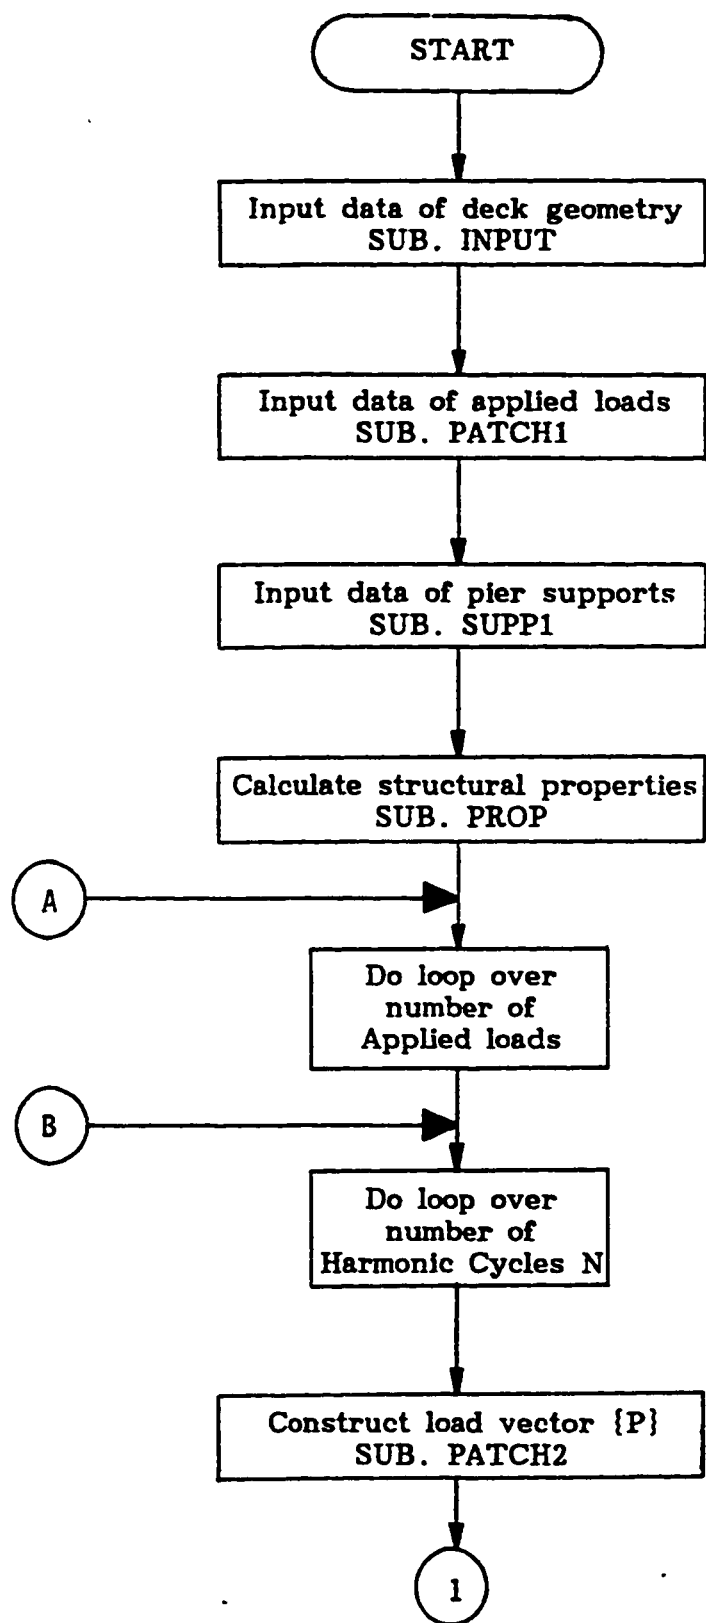 START
Input data of deck geometry
SUB. INPUT
Input data of applied loads
SUB. PATCH1
Input data of pier supports
SUB. SUPP1
Calculate structural properties
SUB. PROP
A
Do loop over
number of
Applied loads
B
Do loop over
number of
Harmonic Cycles N
Construct load vector {P}
SUB. PATCH2
1